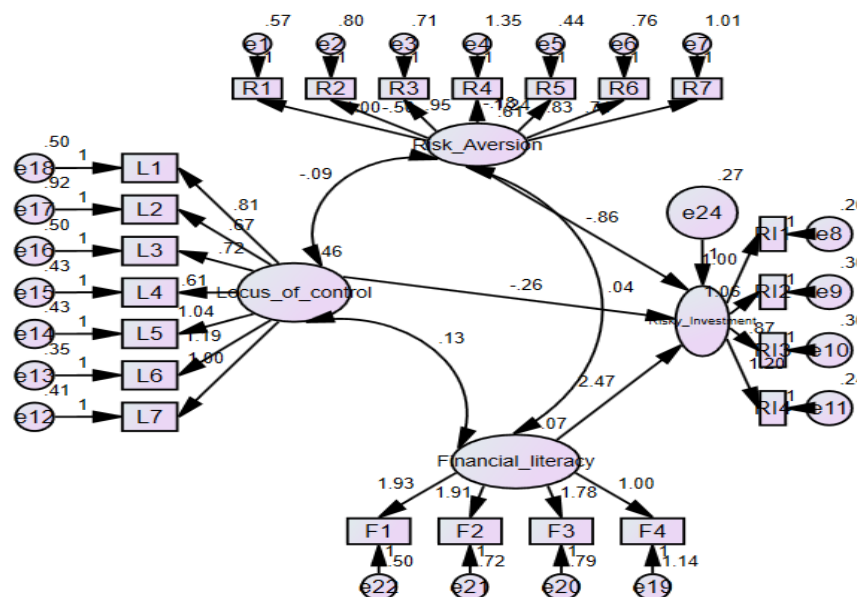 .57 .80 .71 1.35 .44 .76 1.01
e1 e2 e3 e4 e5 e6 e7
1 1 1 1 1 1 1
R1 R2 R3 R4 R5 R6 R7
.95 .61 .83
Risk_Aversion
.50
e18 1 L1
.92
e17 1 L2
.50
e16 1 L3
.43
e15 1 L4
.43
e14 1 L5
.35
e13 1 L6
.41
e12 1 L7
.81
.67
.72
.61
1.04
1.19
1.00
-.09
.46
Locus_of_control
-.86
.04
-.26
.13
2.47
.27
e24
1
1.00
1.06
.87
1.20
Risky_Investment
RI1 1 e8
RI2 1 e9
RI3 1 e10
RI4 1 e11
.07
Financial_literacy
1.93 1.91 1.78 1.00
F1 F2 F3 F4
1 1 1 1
.50 .72 .79 1.14
e22 e21 e20 e19